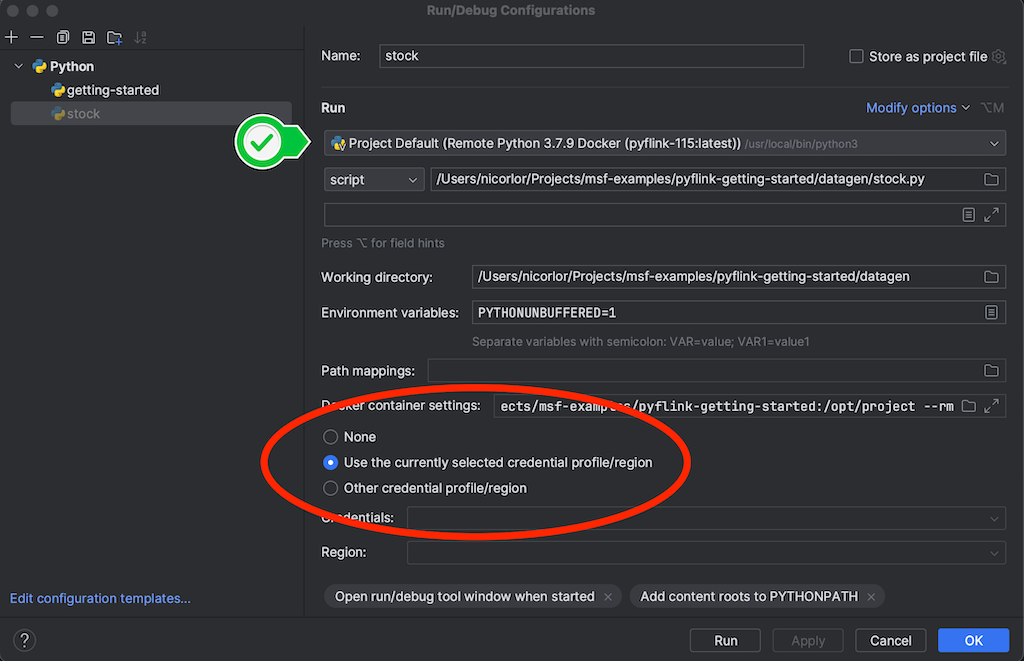 Run/Debug Configurations
Python
getting-started
stock
Edit configuration templates...
?
Name:
stock
Store as project file
Run
Modify options
⌥M
Project Default (Remote Python 3.7.9 Docker (pyflink-115:latest)) /usr/local/bin/python3
script
/Users/nicorlor/Projects/msf-examples/pyflink-getting-started/datagen/stock.py
Press ⌥ for field hints
Working directory:
/Users/nicorlor/Projects/msf-examples/pyflink-getting-started/datagen
Environment variables:
PYTHONUNBUFFERED=1
Separate variables with semicolon: VAR=value; VAR1=value1
Path mappings:
Docker container settings:
ects/msf-examples/pyflink-getting-started:/opt/project --rm
None
Use the currently selected credential profile/region
Other credential profile/region
Credentials:
Region:
Open run/debug tool window when started
Add content roots to PYTHONPATH
Run
Apply
Cancel
OK